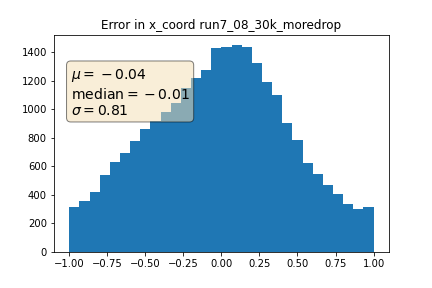 Error in x_coord run7_08_30k_moredrop
1400
μ = −0.04
median = −0.01
σ = 0.81
1200
1000
800
600
400
200
0
−1.00 −0.75 −0.50 −0.25 0.00 0.25 0.50 0.75 1.00